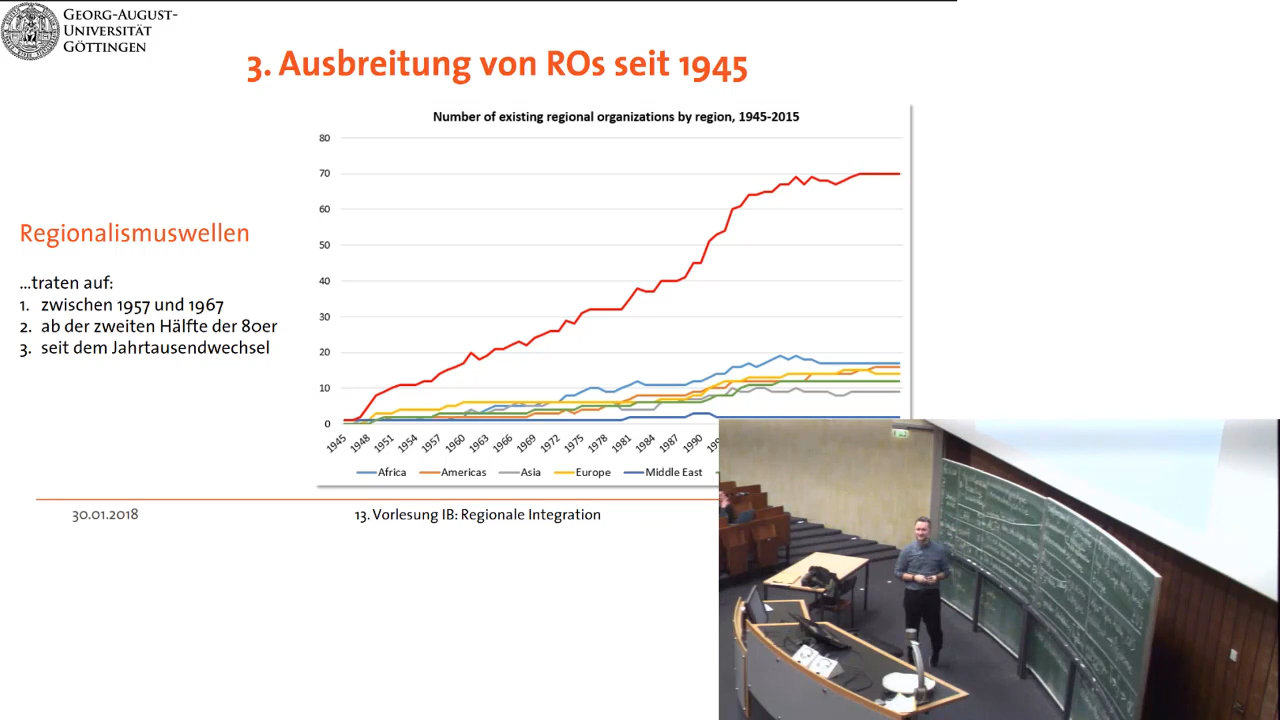 GEORG-AUGUST-
UNIVERSITÄT
GÖTTINGEN
3. Ausbreitung von ROs seit 1945
Number of existing regional organizations by region, 1945-2015
80
70
60
50
40
30
20
10
0
1945 1948 1951 1954 1957 1960 1963 1966 1969 1972 1975 1978 1981 1984 1987 1990
Africa Americas Asia Europe Middle East
Regionalismuswellen
...traten auf:
1. zwischen 1957 und 1967
2. ab der zweiten Hälfte der 80er
3. seit dem Jahrtausendwechsel
30.01.2018
13. Vorlesung IB: Regionale Integration